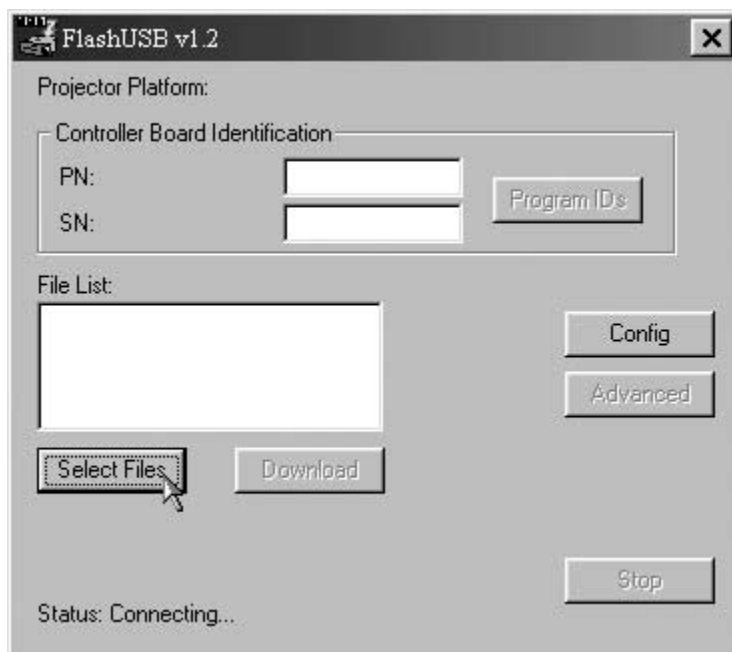 FlashUSB v1.2
Projector Platform:
Controller Board Identification
PN:
Program IDs
SN:
File List:
Config
Advanced
Select Files
Download
Stop
Status: Connecting...